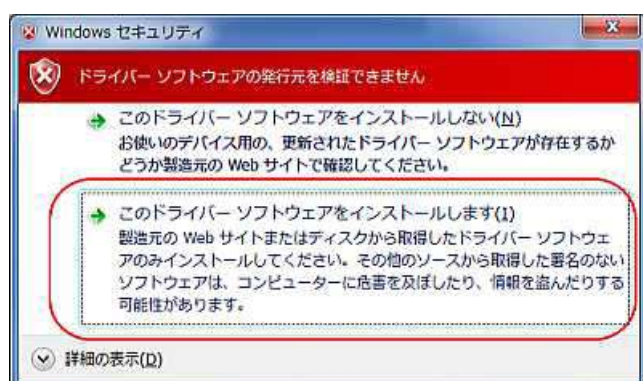 Windows セキュリティ
ドライバー ソフトウェアの発行元を検証できません
このドライバー ソフトウェアをインストールしない(N)
お使いのデバイス用の、更新されたドライバー ソフトウェアが存在するか
どうか製造元の Web サイトで確認してください。
このドライバー ソフトウェアをインストールします(I)
製造元の Web サイトまたはディスクから取得したドライバー ソフトウェ
アのみインストールしてください。その他のソースから取得した署名のない
ソフトウェアは、コンピューターに危害を及ぼしたり、情報を盗んだりする
可能性があります。
詳細の表示(D)